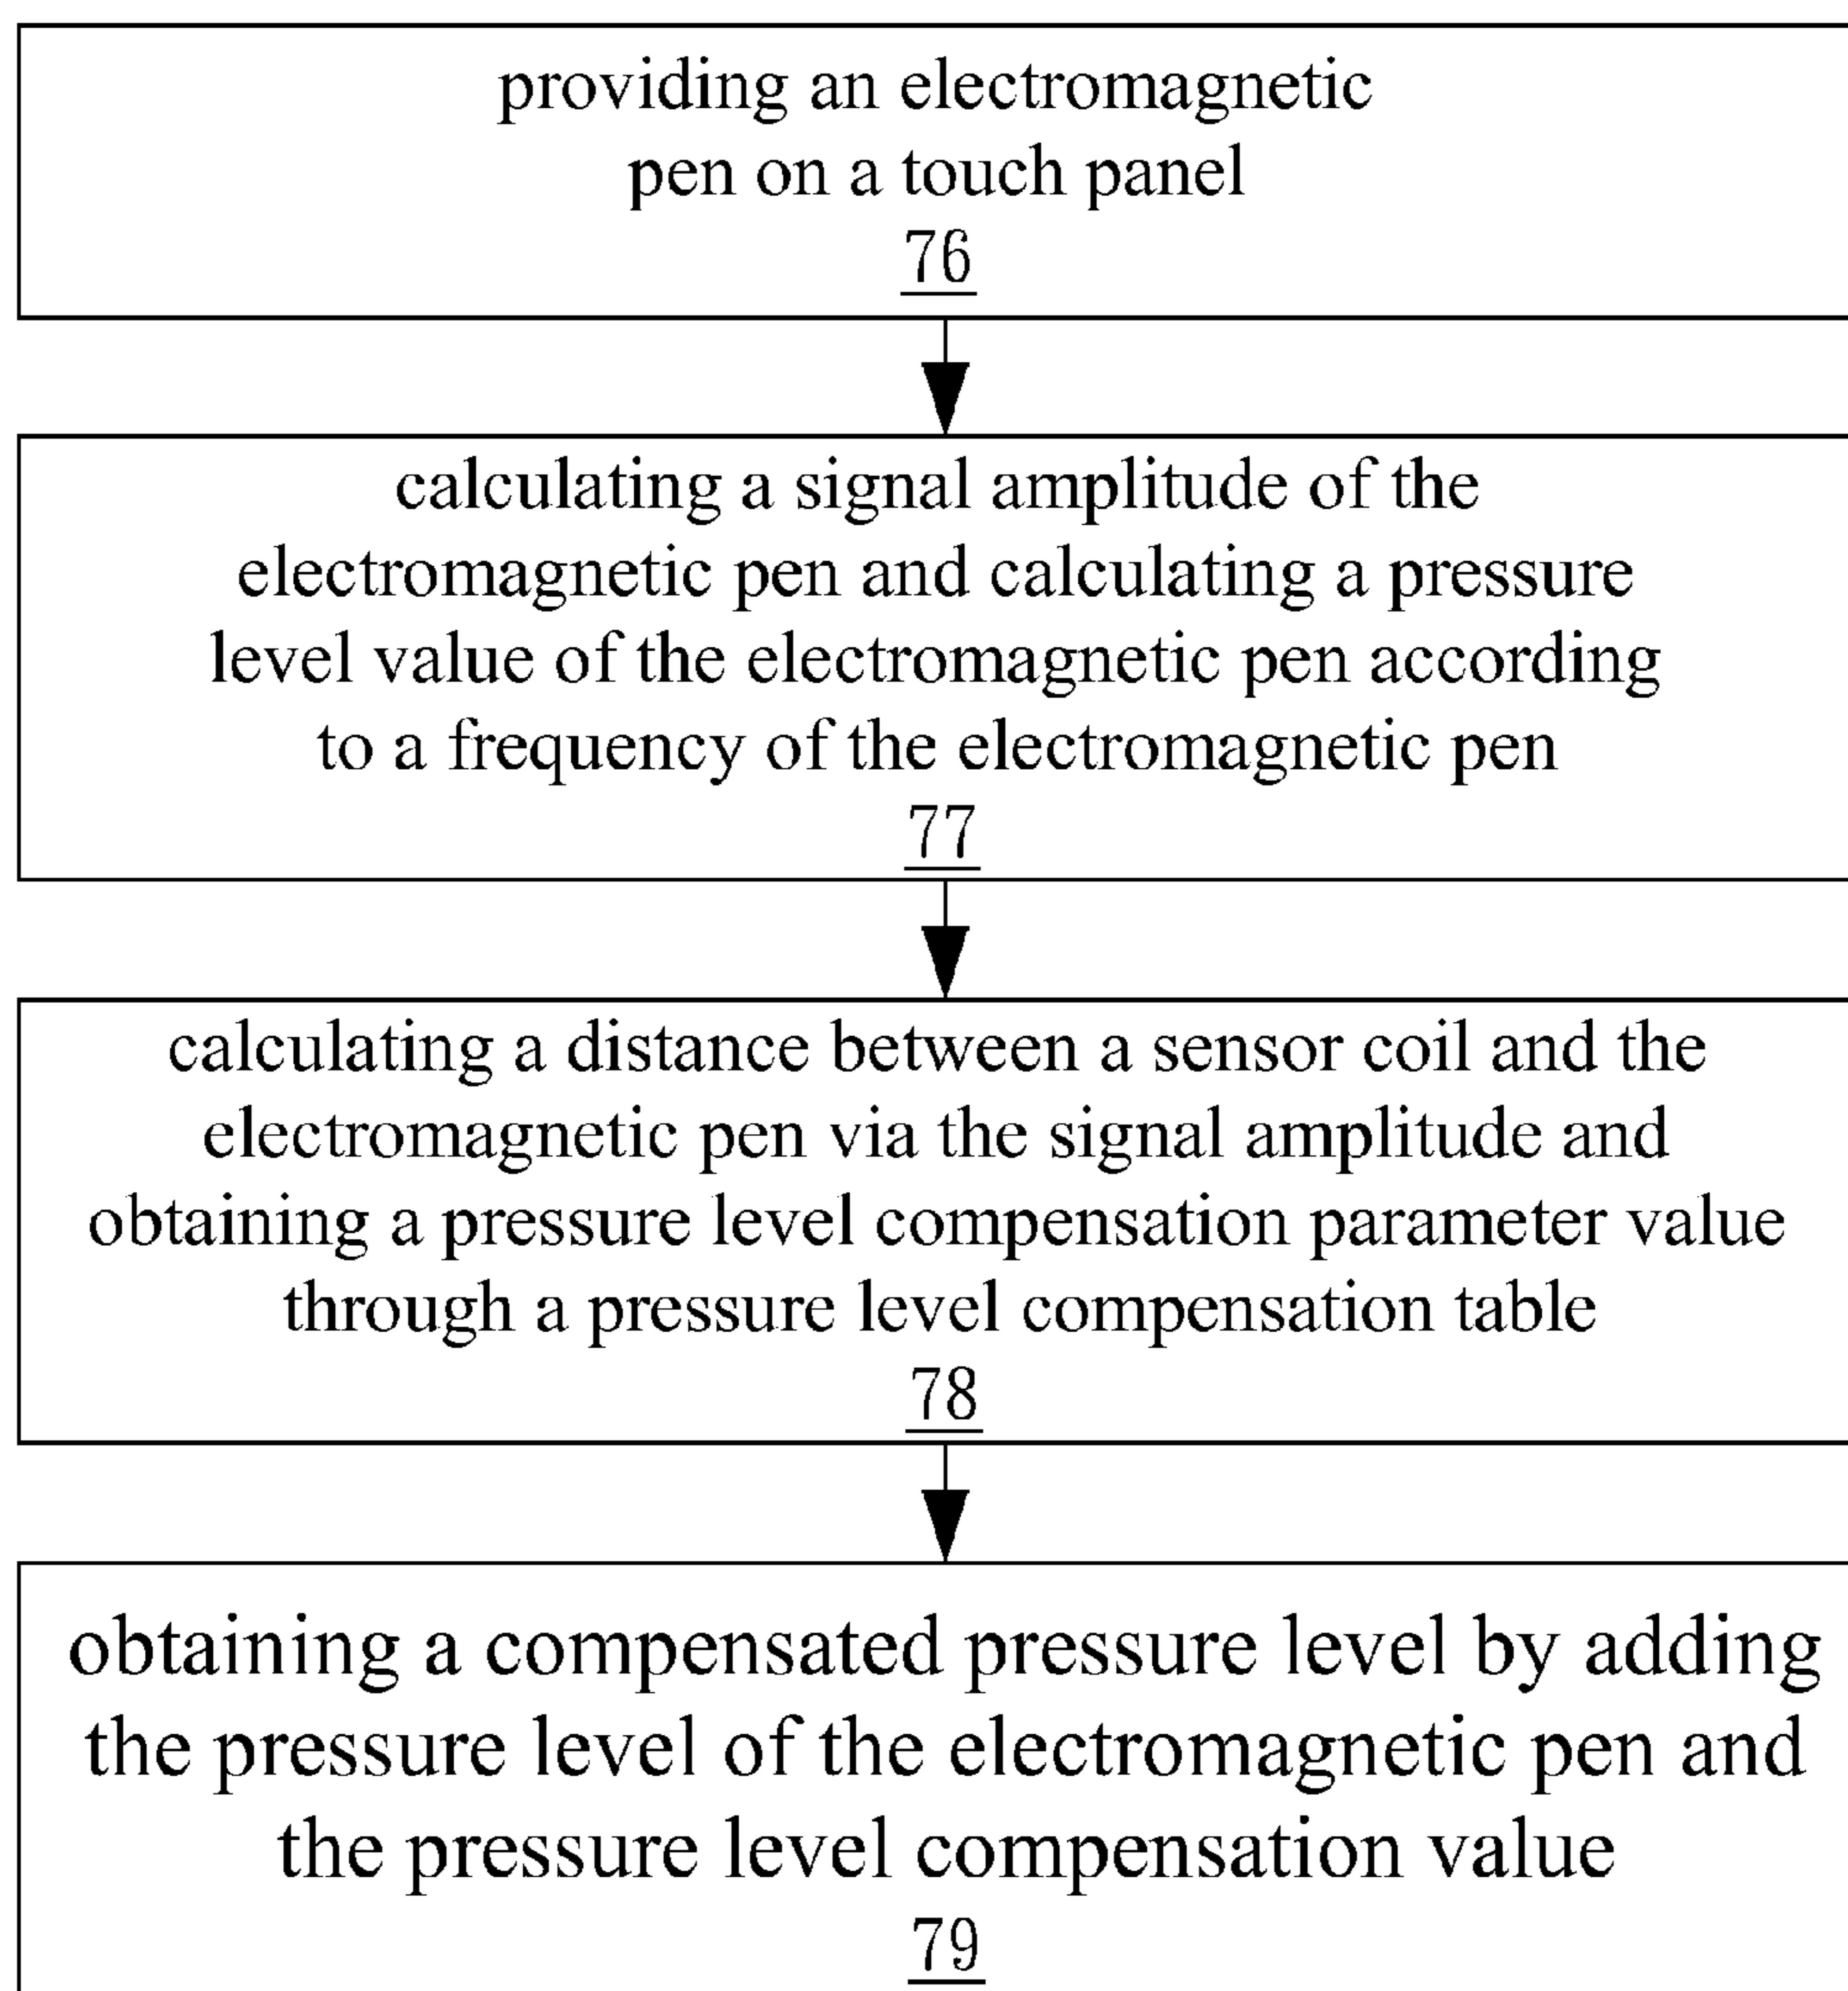 providing an electromagnetic
pen on a touch panel
76
calculating a signal amplitude of the
electromagnetic pen and calculating a pressure
level value of the electromagnetic pen according
to a frequency of the electromagnetic pen
77
calculating a distance between a sensor coil and the
electromagnetic pen via the signal amplitude and
obtaining a pressure level compensation parameter value
through a pressure level compensation table
78
obtaining a compensated pressure level by adding
the pressure level of the electromagnetic pen and
the pressure level compensation value
79